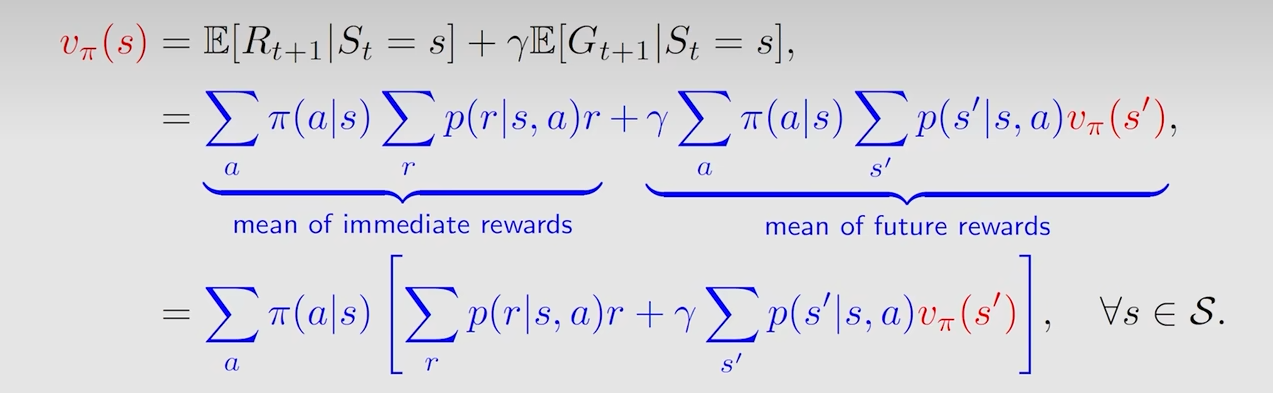 v_π(s) = 𝔼[R_{t+1}|S_t = s] + γ𝔼[G_{t+1}|S_t = s],
= ∑_a π(a|s) ∑_r p(r|s, a)r + γ ∑_a π(a|s) ∑_{s′} p(s′|s, a)v_π(s′),
mean of immediate rewards mean of future rewards
= ∑_a π(a|s) [∑_r p(r|s, a)r + γ ∑_{s′} p(s′|s, a)v_π(s′)], ∀s ∈ 𝒮.